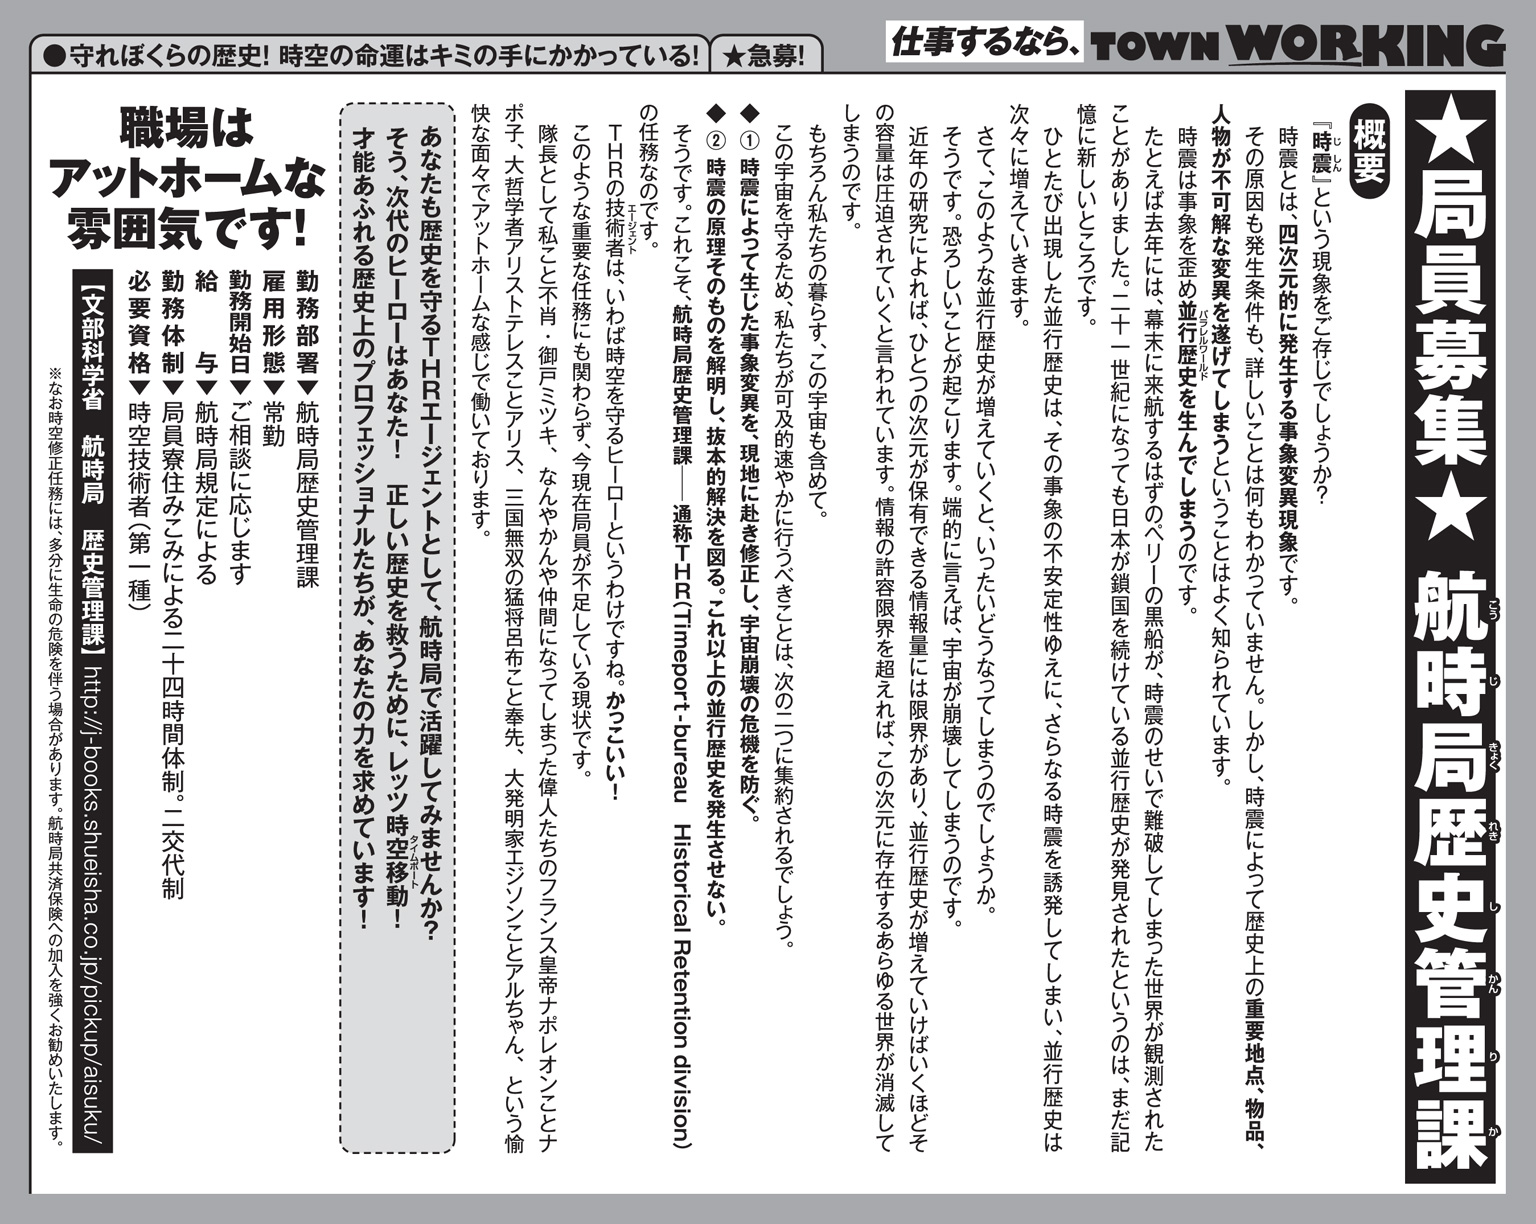 ●守れぼくらの歴史！ 時空の命運はキミの手にかかっている！
★急募！
仕事するなら、TOWN WORKING
★局員募集★ 航時局歴史管理課
こう じ きょく れき し かん り か
概要
『時震』という現象をご存じでしょうか？
じ しん
時震とは、四次元的に発生する事象変異現象です。
その原因も発生条件も、詳しいことは何もわかっていません。しかし、時震によって歴史上の重要地点、物品、
人物が不可解な変異を遂げてしまうということはよく知られています。
時震は事象を歪め並行歴史を生んでしまうのです。
パラレルワールド
たとえば去年には、幕末に来航するはずのペリーの黒船が、時震のせいで難破してしまった世界が観測された
ことがありました。二十一世紀になっても日本が鎖国を続けている並行歴史が発見されたというのは、まだ記
憶に新しいところです。
ひとたび出現した並行歴史は、その事象の不安定性ゆえに、さらなる時震を誘発してしまい、並行歴史は
次々に増えていきます。
さて、このような並行歴史が増えていくと、いったいどうなってしまうのでしょうか。
そうです。恐ろしいことが起こります。端的に言えば、宇宙が崩壊してしまうのです。
近年の研究によれば、ひとつの次元が保有できる情報量には限界があり、並行歴史が増えていけばいくほどそ
の容量は圧迫されていくと言われています。情報の許容限界を超えれば、この次元に存在するあらゆる世界が消滅して
しまうのです。
もちろん私たちの暮らす、この宇宙も含めて。
この宇宙を守るため、私たちが可及的速やかに行うべきことは、次の二つに集約されるでしょう。
◆① 時震によって生じた事象変異を、現地に赴き修正し、宇宙崩壊の危機を防ぐ。
◆② 時震の原理そのものを解明し、抜本的解決を図る。これ以上の並行歴史を発生させない。
そうです。これこそ、航時局歴史管理課――通称ＴＨＲ（Timeport-bureau Historical Retention division）
の任務なのです。
ＴＨＲの技術者は、いわば時空を守るヒーローというわけですね。かっこいい！
エージェント
このような重要な任務にも関わらず、今現在局員が不足している現状です。
隊長として私こと不肖・御戸ミツキ、なんやかんや仲間になってしまった偉人たちのフランス皇帝ナポレオンことナ
ポ子、大哲学者アリストテレスことアリス、三国無双の猛将呂布こと奉先、大発明家エジソンことアルちゃん、という愉
快な面々でアットホームな感じで働いております。
あなたも歴史を守るＴＨＲエージェントとして、航時局で活躍してみませんか？
そう、次代のヒーローはあなた！ 正しい歴史を救うために、レッツ時空移動！
タイムポート
才能あふれる歴史上のプロフェッショナルたちが、あなたの力を求めています！
職場は
アットホームな
雰囲気です！
勤務部署▼航時局歴史管理課
雇用形態▼常勤
勤務開始日▼ご相談に応じます
給与▼航時局規定による
勤務体制▼局員寮住みこみによる二十四時間体制。二交代制
必要資格▼時空技術者（第一種）
【文部科学省 航時局 歴史管理課】http://j-books.shueisha.co.jp/pickup/aisuku/
※なお時空修正任務には、多分に生命の危険を伴う場合があります。航時局共済保険への加入を強くお勧めいたします。